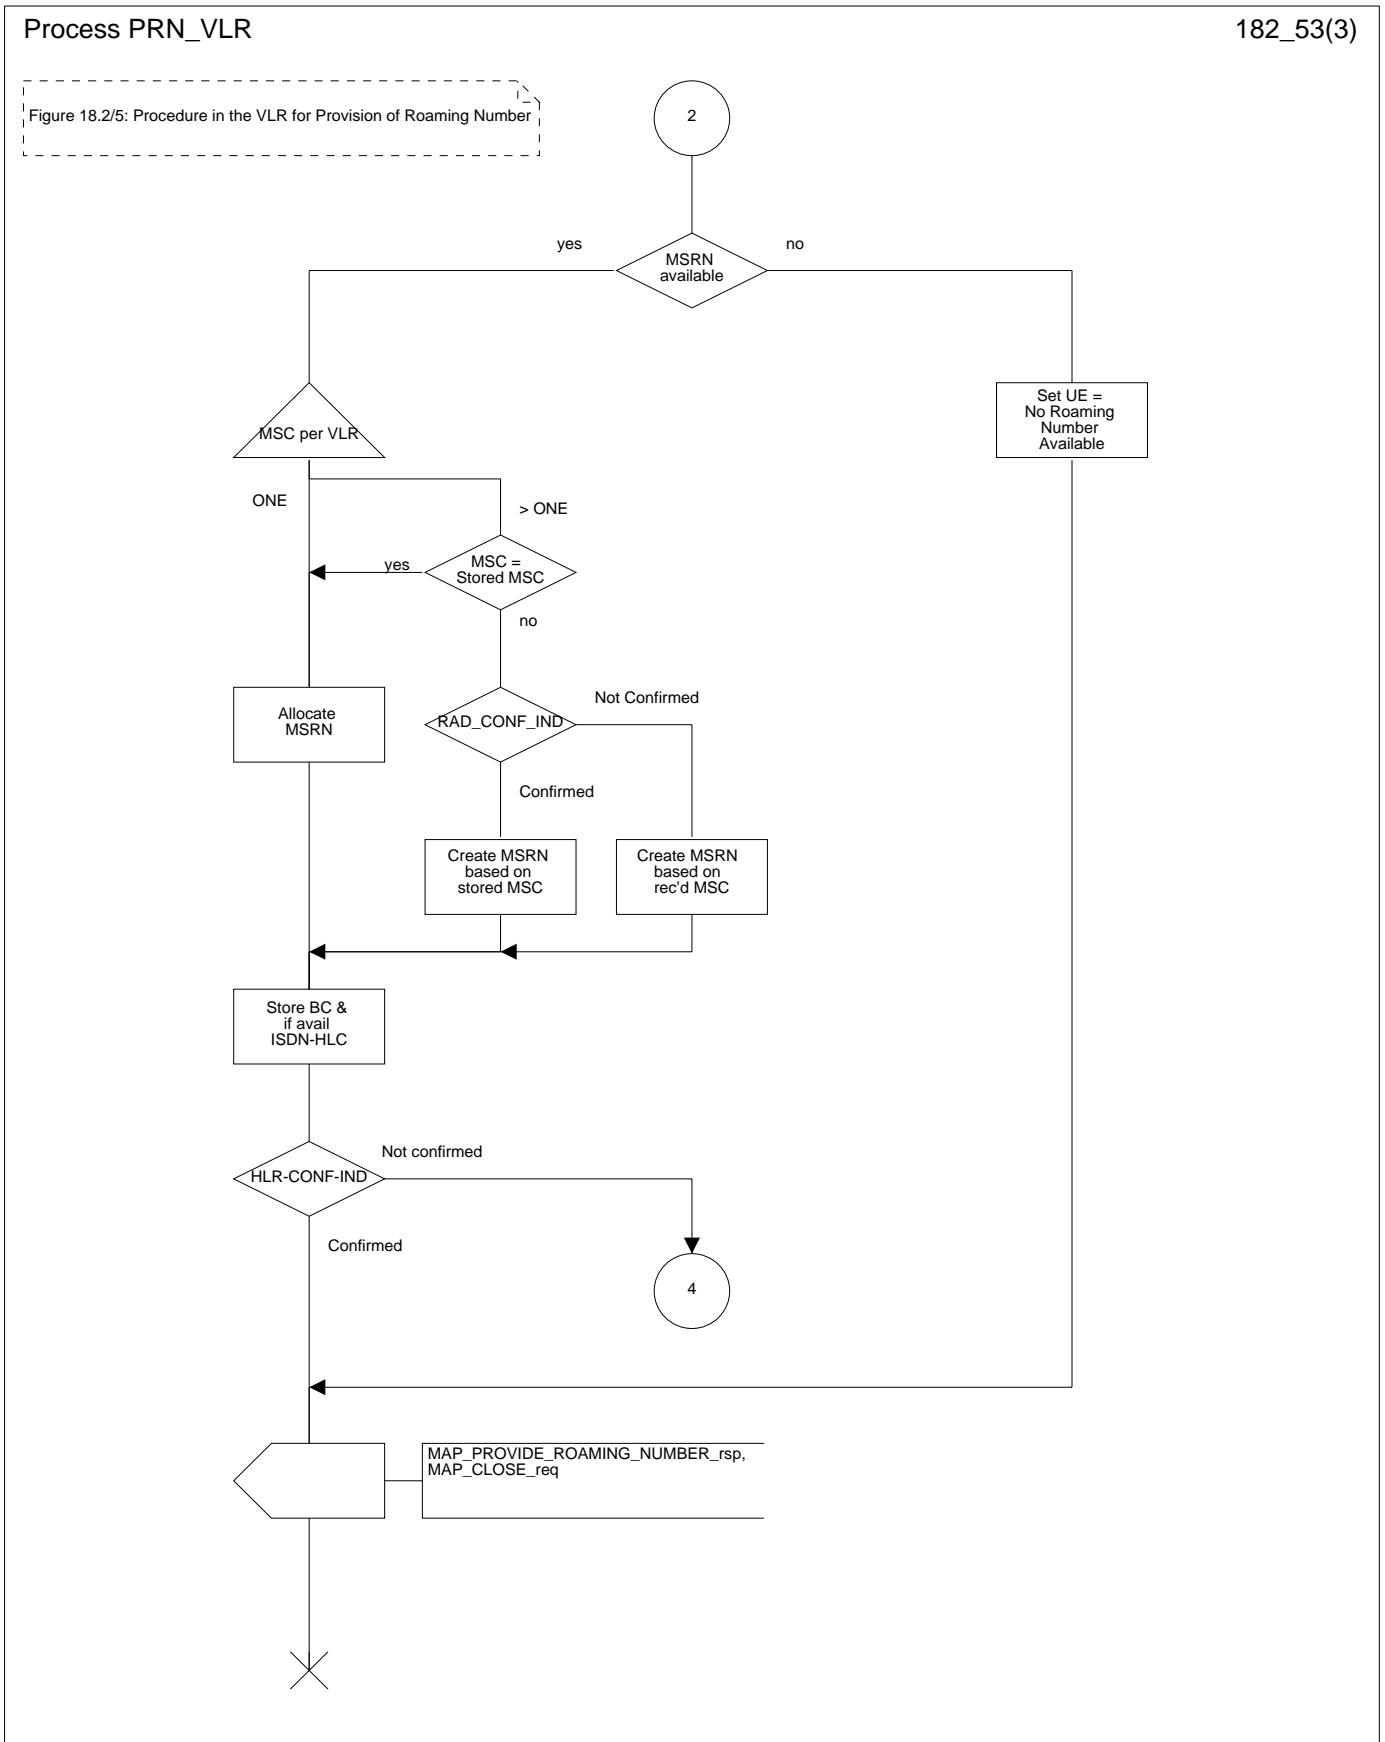 Process PRN_VLR
182_53(3)
Figure 18.2/5: Procedure in the VLR for Provision of Roaming Number
2
yes
no
MSRN
available
MSC per VLR
Set UE =
No Roaming
Number
Available
ONE
> ONE
yes
MSC =
Stored MSC
no
Allocate
MSRN
RAD_CONF_IND
Not Confirmed
Confirmed
Create MSRN
based on
stored MSC
Create MSRN
based on
rec'd MSC
Store BC &
if avail
ISDN-HLC
HLR-CONF-IND
Not confirmed
Confirmed
4
MAP_PROVIDE_ROAMING_NUMBER_rsp,
MAP_CLOSE_req